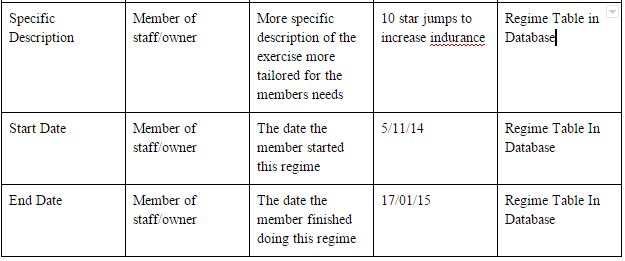 Specific
Description
Member of
staff/owner
More specific
description of the
exercise more
tailored for the
members needs
10 star jumps to
increase indurance
Regime Table in
Database
Start Date
Member of
staff/owner
The date the
member started
this regime
5/11/14
Regime Table In
Database
End Date
Member of
staff/owner
The date the
member finished
doing this regime
17/01/15
Regime Table In
Database